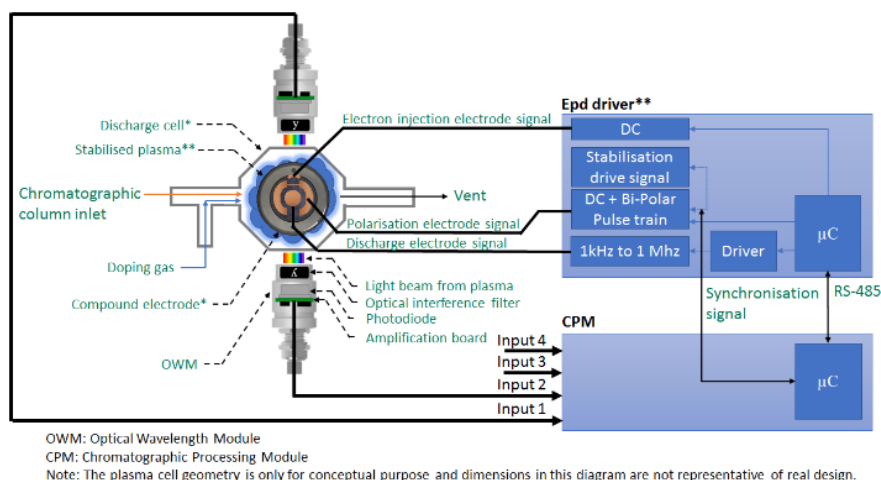 Electron injection electrode signal
Epd driver**
Discharge cell*
Stabilised plasma**
Chromatographic
column inlet
Doping gas
Compound electrode*
OWM
Vent
Polarisation electrode signal
Discharge electrode signal
Light beam from plasma
Optical interference filter
Photodiode
Amplification board
DC
Stabilisation
drive signal
DC + Bi-Polar
Pulse train
1kHz to 1 Mhz
Driver
µC
Synchronisation
signal
RS-485
CPM
µC
Input 4
Input 3
Input 2
Input 1
OWM: Optical Wavelength Module
CPM: Chromatographic Processing Module
Note: The plasma cell geometry is only for conceptual purpose and dimensions in this diagram are not representative of real design.